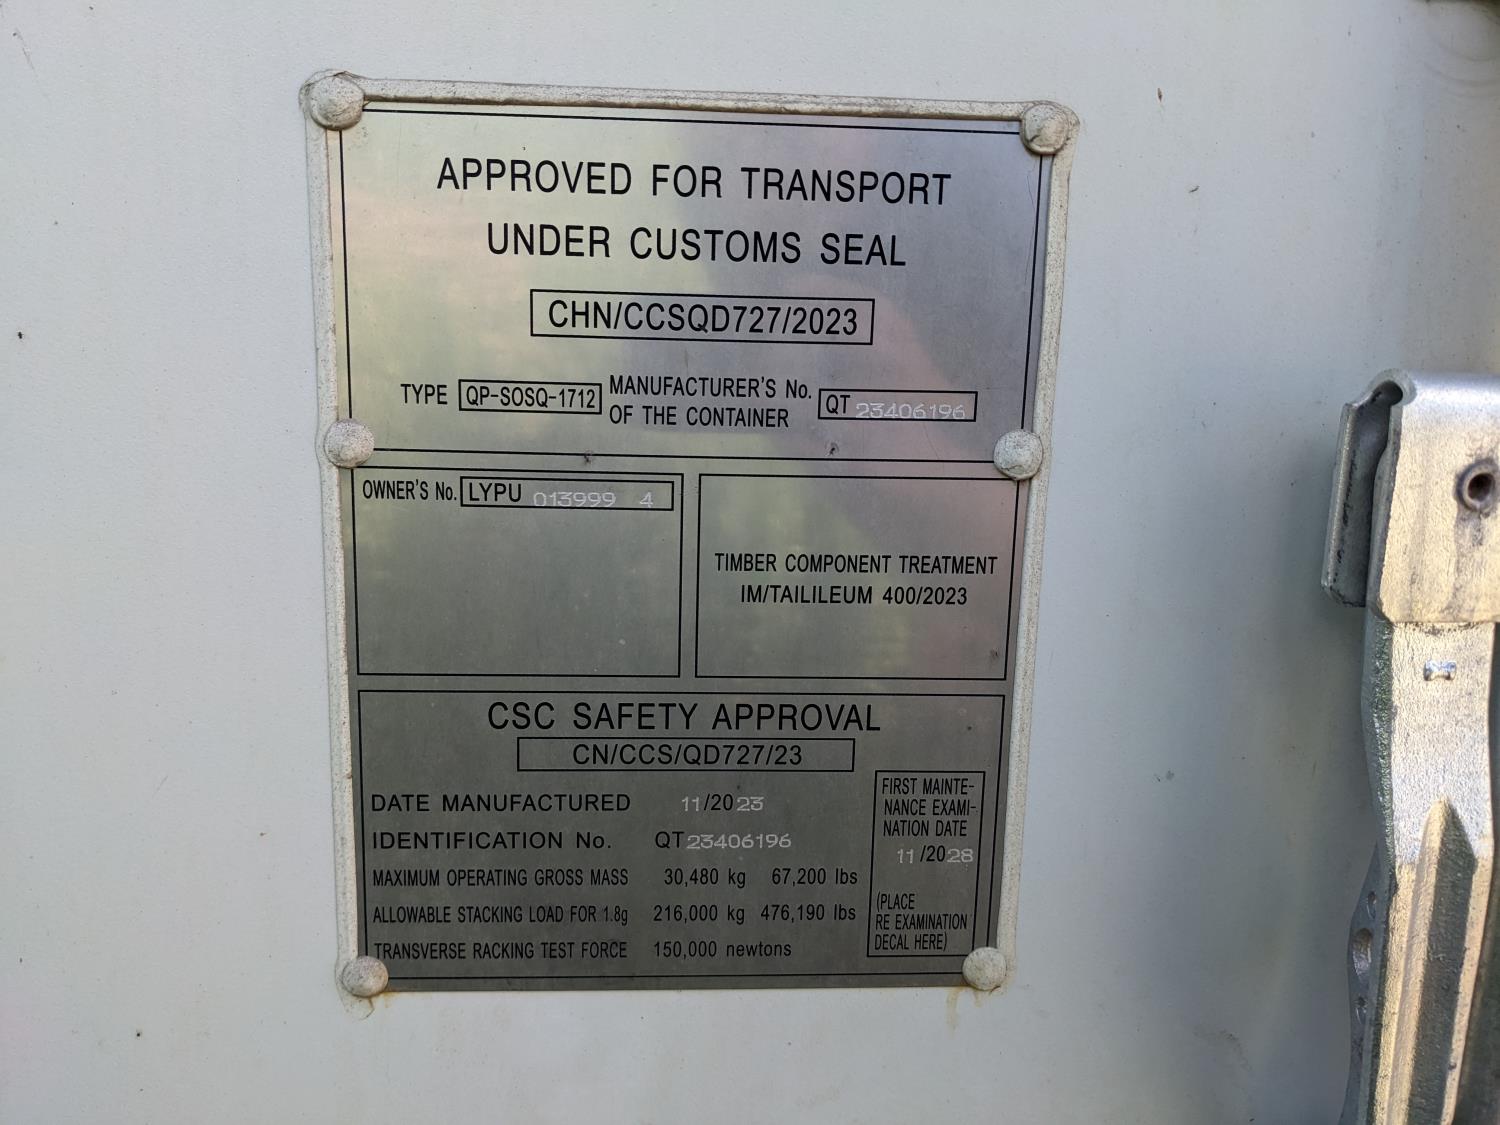 APPROVED FOR TRANSPORT
UNDER CUSTOMS SEAL
CHN/CCSQD727/2023
TYPE QP-SOSQ-1712 MANUFACTURER'S No. OF THE CONTAINER QT 23406196
OWNER'S No. LYPU 013999 4
TIMBER COMPONENT TREATMENT
IM/TAILILEUM 400/2023
CSC SAFETY APPROVAL
CN/CCS/QD727/23
DATE MANUFACTURED 11/2023
IDENTIFICATION No. QT23406196
MAXIMUM OPERATING GROSS MASS 30,480 kg 67,200 lbs
ALLOWABLE STACKING LOAD FOR 1.8g 216,000 kg 476,190 lbs
TRANSVERSE RACKING TEST FORCE 150,000 newtons
FIRST MAINTE-
NANCE EXAMI-
NATION DATE
11/2028
(PLACE
RE EXAMINATION
DECAL HERE)